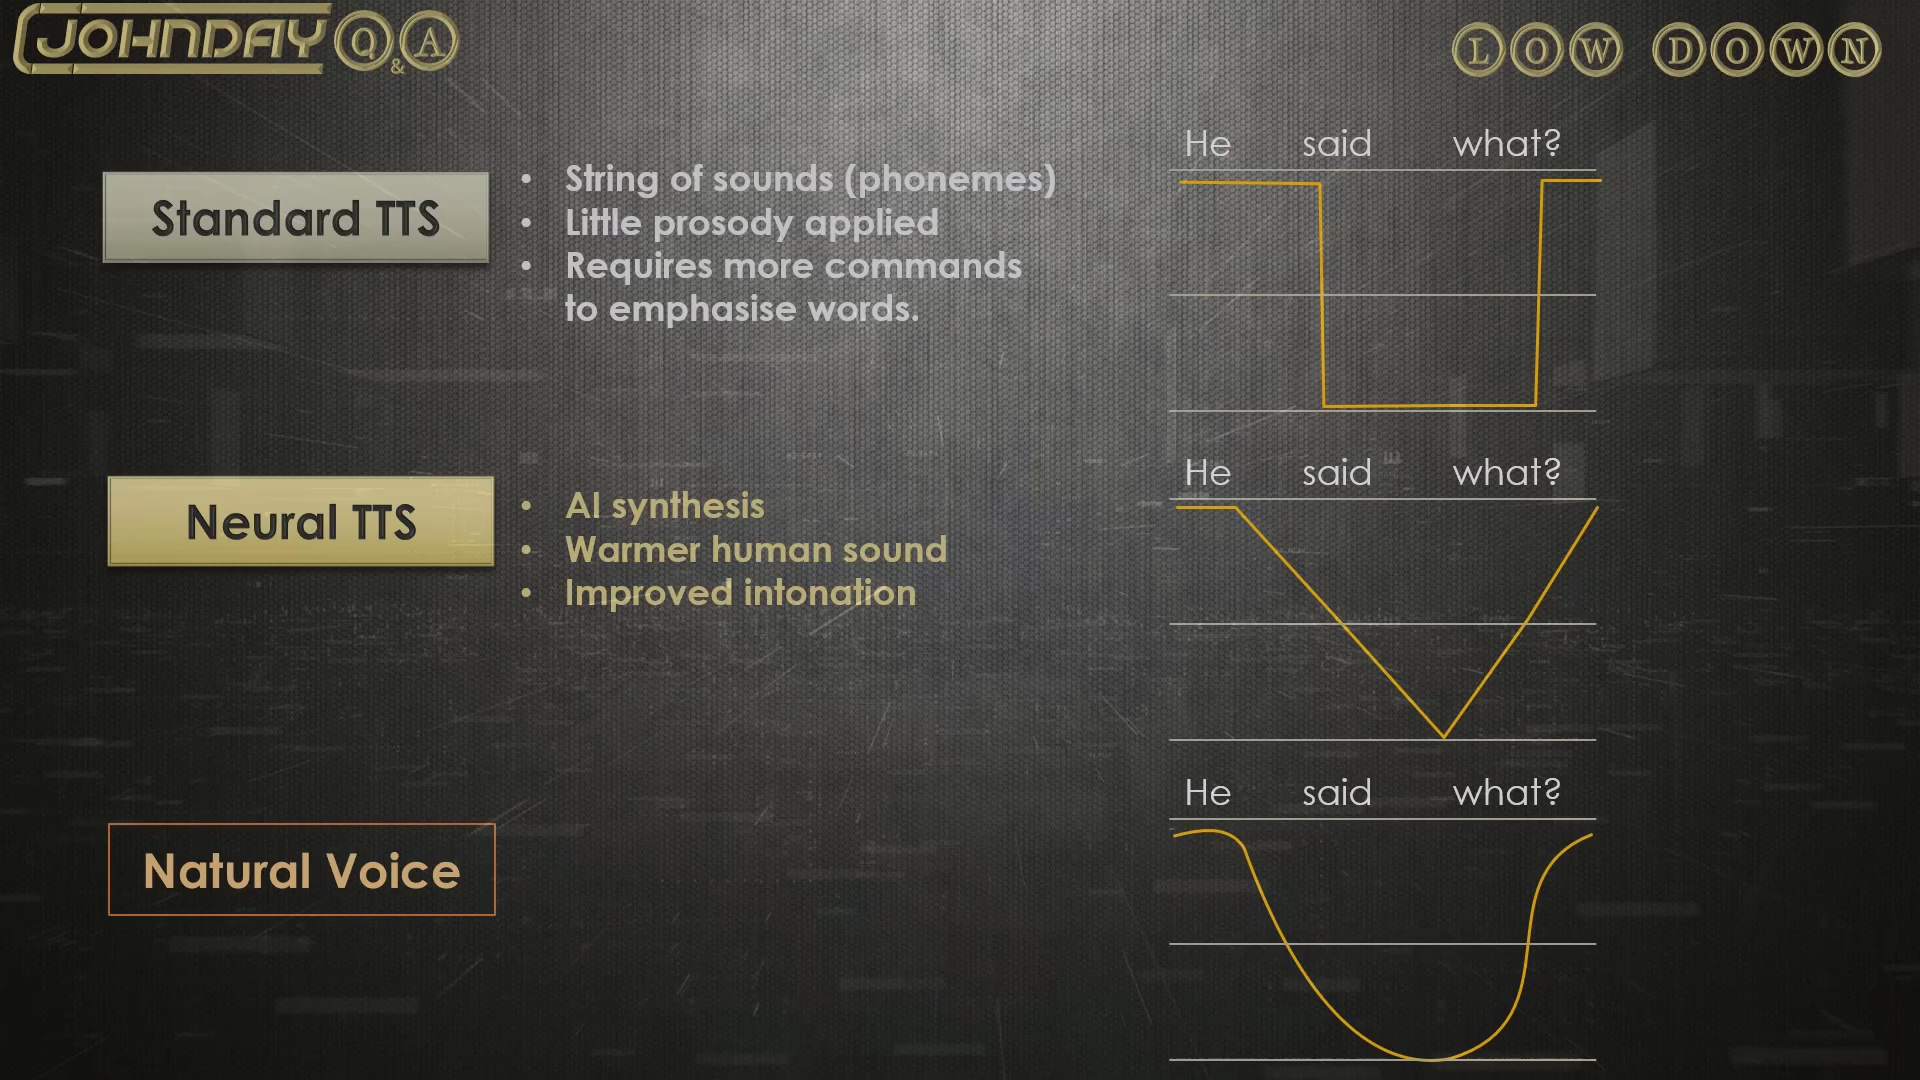 JOHNDAY Q & A
LOW DOWN
Standard TTS
• String of sounds (phonemes)
• Little prosody applied
• Requires more commands
to emphasise words.
He said what?
Neural TTS
• AI synthesis
• Warmer human sound
• Improved intonation
He said what?
Natural Voice
He said what?